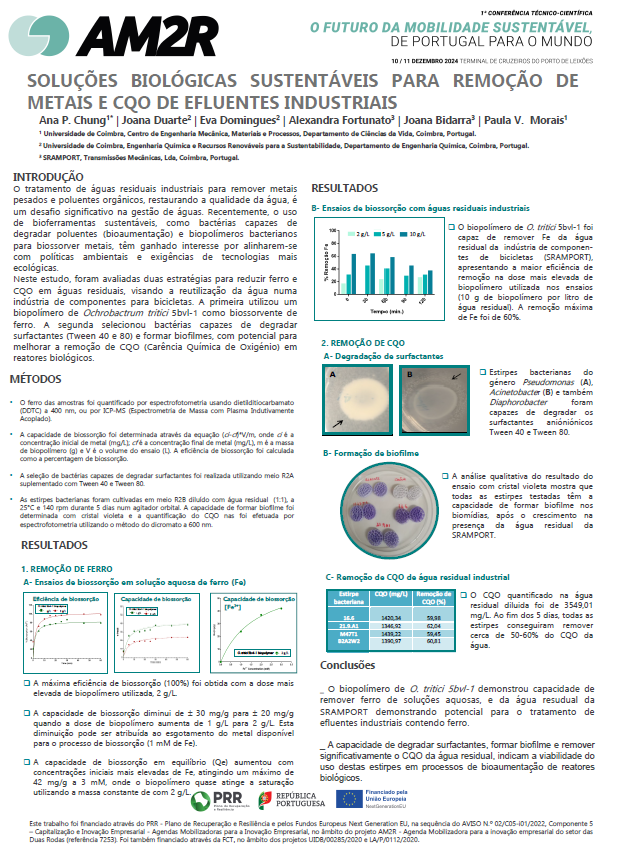 AM2R
1ª CONFERÊNCIA TÉCNICO-CIENTÍFICA
O FUTURO DA MOBILIDADE SUSTENTÁVEL,
DE PORTUGAL PARA O MUNDO
10 / 11 DEZEMBRO 2024 TERMINAL DE CRUZEIROS DO PORTO DE LEIXÕES
SOLUÇÕES BIOLÓGICAS SUSTENTÁVEIS PARA REMOÇÃO DE
METAIS E CQO DE EFLUENTES INDUSTRIAIS
Ana P. Chung¹* | Joana Duarte² | Eva Domingues² | Alexandra Fortunato³ | Joana Bidarra³ | Paula V. Morais¹
¹ Universidade de Coimbra, Centro de Engenharia Mecânica, Materiais e Processos, Departamento de Ciências da Vida, Coimbra, Portugal.
² Universidade de Coimbra, Engenharia Química e Recursos Renováveis para a Sustentabilidade, Departamento de Engenharia Química, Coimbra, Portugal.
³ SRAMPORT, Transmissões Mecânicas, Lda, Coimbra, Portugal.
INTRODUÇÃO
O tratamento de águas residuais industriais para remover metais
pesados e poluentes orgânicos, restaurando a qualidade da água, é
um desafio significativo na gestão de águas. Recentemente, o uso
de bioferramentas sustentáveis, como bactérias capazes de
degradar poluentes (bioaumentação) e biopolímeros bacterianos
para biossorver metais, têm ganhado interesse por alinharem-se
com políticas ambientais e exigências de tecnologias mais
ecológicas.
Neste estudo, foram avaliadas duas estratégias para reduzir ferro e
CQO em águas residuais, visando a reutilização da água numa
indústria de componentes para bicicletas. A primeira utilizou um
biopolímero de Ochrobactrum tritici 5bvl-1 como biossorvente de
ferro. A segunda selecionou bactérias capazes de degradar
surfactantes (Tween 40 e 80) e formar biofilmes, com potencial para
melhorar a remoção de CQO (Carência Química de Oxigénio) em
reatores biológicos.
MÉTODOS
• O ferro das amostras foi quantificado por espectrofotometria usando dietilditiocarbamato
(DDTC) a 400 nm, ou por ICP-MS (Espectrometria de Massa com Plasma Indutivamente
Acoplado).
• A capacidade de biossorção foi determinada através da equação (ci-cf)*V/m, onde ci é a
concentração inicial de metal (mg/L); cf é a concentração final de metal (mg/L), m é a massa
de biopolímero (g) e V é o volume do ensaio (L). A eficiência de biossorção foi calculada
como a percentagem de biossorção.
• A seleção de bactérias capazes de degradar surfactantes foi realizada utilizando meio R2A
suplementado com Tween 40 e Tween 80.
• As estirpes bacterianas foram cultivadas em meio R2B diluído com água residual (1:1), a
25°C e 140 rpm durante 5 dias num agitador orbital. A capacidade de formar biofilme foi
determinada com cristal violeta e a quantificação do CQO nas foi efetuada por
espectrofotometria utilizando o método do dicromato a 600 nm.
RESULTADOS
1. REMOÇÃO DE FERRO
A- Ensaios de biossorção em solução aquosa de ferro (Fe)
Eficiência de biossorção
Capacidade de biossorção
Capacidade de biossorção
[Fe²⁺]
❑ A máxima eficiência de biossorção (100%) foi obtida com a dose mais
elevada de biopolímero utilizada, 2 g/L.
❑ A capacidade de biossorção diminui de ± 30 mg/g para ± 20 mg/g
quando a dose de biopolímero aumenta de 1 g/L para 2 g/L. Esta
diminuição pode ser atribuída ao esgotamento do metal disponível
para o processo de biossorção (1 mM de Fe).
❑ A capacidade de biossorção em equilíbrio (Qe) aumentou com
concentrações iniciais mais elevadas de Fe, atingindo um máximo de
42 mg/g a 3 mM, onde o biopolímero quase atinge a saturação
utilizando a massa constante de com 2 g/L.
RESULTADOS
B- Ensaios de biossorção com águas residuais industriais
2 g/L 5 g/L 10 g/L
% Remoção Fe
100
80
60
40
20
0
0 30 60 90 120
Tempo (min.)
❑ O biopolímero de O. tritici 5bvl-1 foi
capaz de remover Fe da água
residual da indústria de componen-
tes de bicicletas (SRAMPORT),
apresentando a maior eficiência de
remoção na dose mais elevada de
biopolímero utilizada nos ensaios
(10 g de biopolímero por litro de
água residual). A remoção máxima
de Fe foi de 60%.
2. REMOÇÃO DE CQO
A- Degradação de surfactantes
A
B
❑ Estirpes bacterianas do
género Pseudomonas (A),
Acinetobacter (B) e também
Diaphorobacter foram
capazes de degradar os
surfactantes aniónióniocos
Tween 40 e Tween 80.
B- Formação de biofilme
❑ A análise qualitativa do resultado do
ensaio com cristal violeta mostra que
todas as estirpes testadas têm a
capacidade de formar biofilme nos
biomídias, após o crescimento na
presença da água residual da
SRAMPORT.
C- Remoção de CQO de água residual industrial
Estirpe bacteriana CQO (mg/L) Remoção de CQO (%)
16.6 1420,34 59,98
21.9.A1 1346,92 62,04
M47T1 1439,22 59,45
B2A2W2 1390,97 60,81
❑ O CQO quantificado na água
residual diluída foi de 3549,01
mg/L. Ao fim dos 5 dias, todas as
estirpes conseguiram remover
cerca de 50-60% do CQO da
água.
Conclusões
_ O biopolímero de O. tritici 5bvl-1 demonstrou capacidade de
remover ferro de soluções aquosas, e da água resudual da
SRAMPORT demonstrando potencial para o tratamento de
efluentes industriais contendo ferro.
_ A capacidade de degradar surfactantes, formar biofilme e remover
significativamente o CQO da água residual, indicam a viabilidade do
uso destas estirpes em processos de bioaumentação de reatores
biológicos.
PRR
Plano de Recuperação
e Resiliência
REPÚBLICA
PORTUGUESA
Financiado pela
União Europeia
NextGenerationEU
Este trabalho foi financiado através do PRR - Plano de Recuperação e Resiliência e pelos Fundos Europeus Next Generation EU, na sequência do AVISO N.º 02/C05-i01/2022, Componente 5
– Capitalização e Inovação Empresarial - Agendas Mobilizadoras para a Inovação Empresarial, no âmbito do projeto AM2R - Agenda Mobilizadora para a inovação empresarial do setor das
Duas Rodas (referência 7253). Foi também financiado através da FCT, no âmbito dos projetos UIDB/00285/2020 e LA/P/0112/2020.